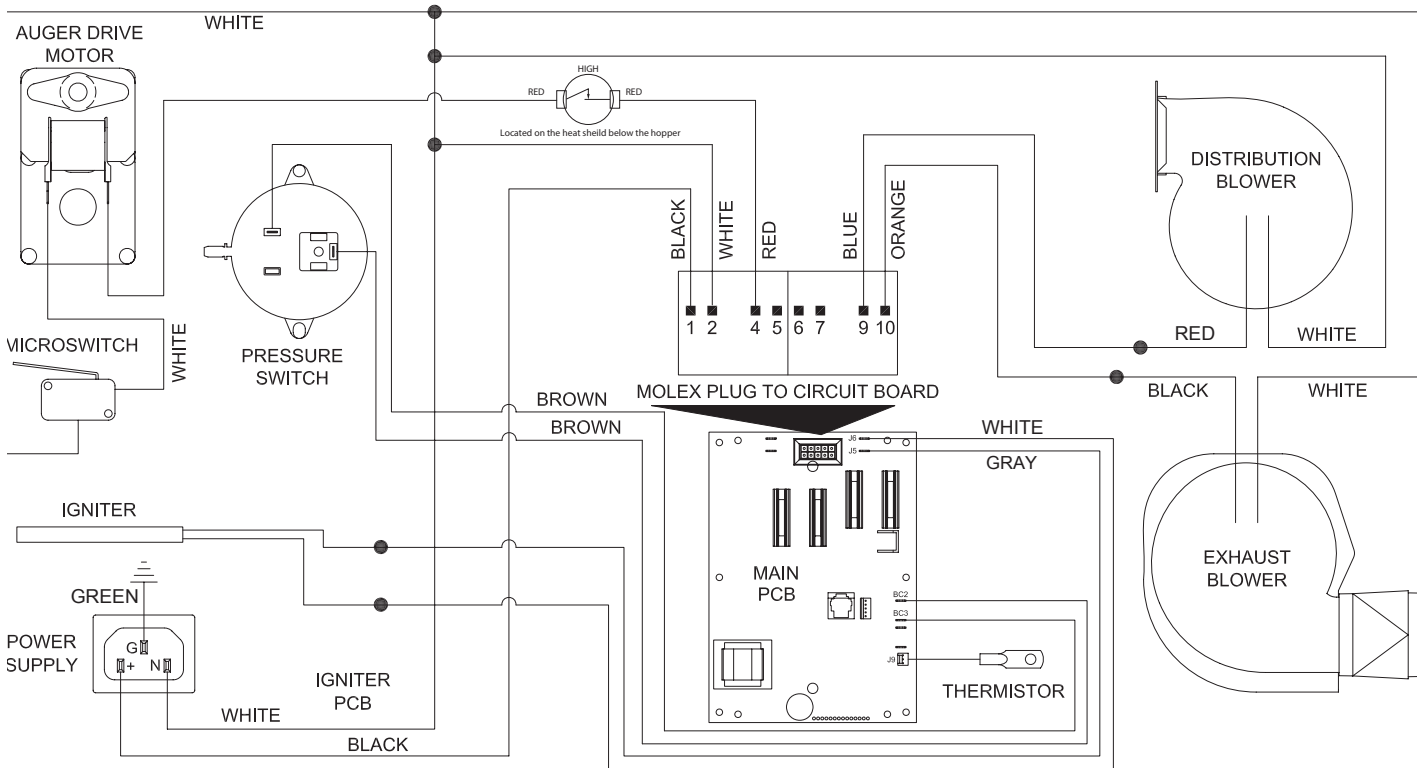 WHITE
AUGER DRIVE
MOTOR
HIGH
RED
RED
Located on the heat sheild below the hopper
DISTRIBUTION
BLOWER
BLACK
WHITE
RED
BLUE
ORANGE
1 2 4 5 6 7 9 10
MICROSWITCH
WHITE
PRESSURE
SWITCH
RED
WHITE
MOLEX PLUG TO CIRCUIT BOARD
BLACK
WHITE
BROWN
BROWN
J6
WHITE
J5
GRAY
IGNITER
EXHAUST
BLOWER
MAIN
PCB
GREEN
BC2
BC3
POWER
SUPPLY
G
+ N
J9
THERMISTOR
IGNITER
PCB
WHITE
BLACK